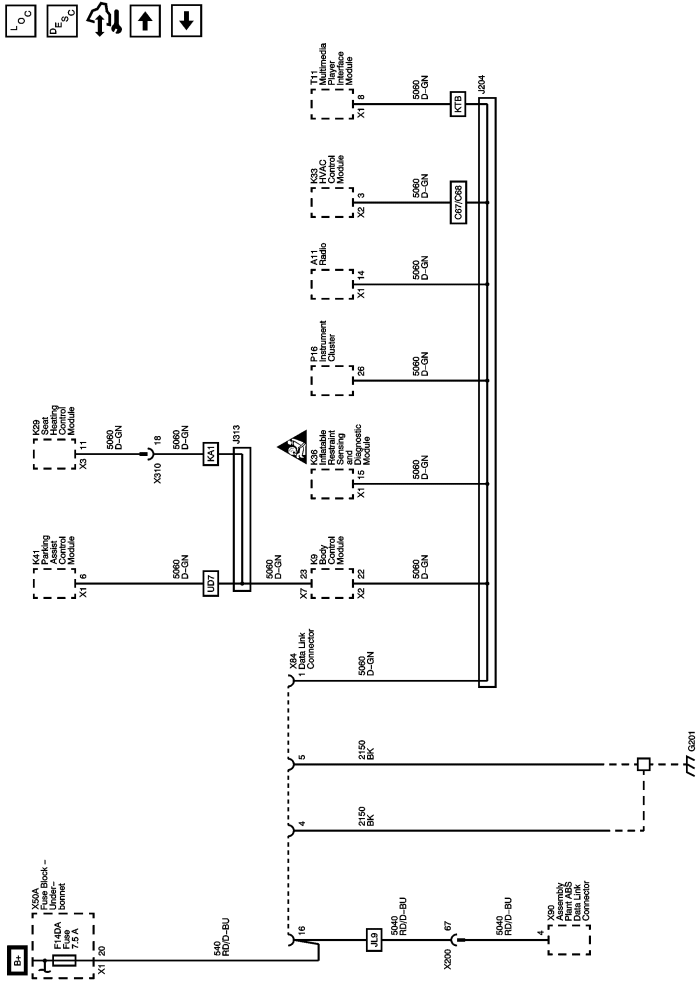 LOC
DESC
T11
Multimedia
Player
Interface
Module
X1 8
5060
D-GN
KTB
J204
K33
HVAC
Control
Module
X2 3
5060
D-GN
C67/C68
A11
Radio
X1 14
5060
D-GN
P16
Instrument
Cluster
26
5060
D-GN
K29
Seat
Heating
Control
Module
X3 11
5060
D-GN
X310 18
5060
D-GN
KA1
J313
K36
Inflatable
Restraint
Sensing
and
Diagnostic
Module
X1 15
5060
D-GN
K41
Parking
Assist
Control
Module
X1 6
5060
D-GN
UD7
5060
D-GN
X7 23
K9
Body
Control
Module
X2 22
5060
D-GN
X84
1 Data Link
Connector
5060
D-GN
5
2150
BK
G201
4
2150
BK
X50A
Fuse Block –
Under–
bonnet
B+
F14DA
Fuse
7.5 A
X1 20
540
RD/D-BU
16
JL9
5040
RD/D-BU
X200 67
5040
RD/D-BU
4
X90
Assembly
Plant ABS
Data Link
Connector